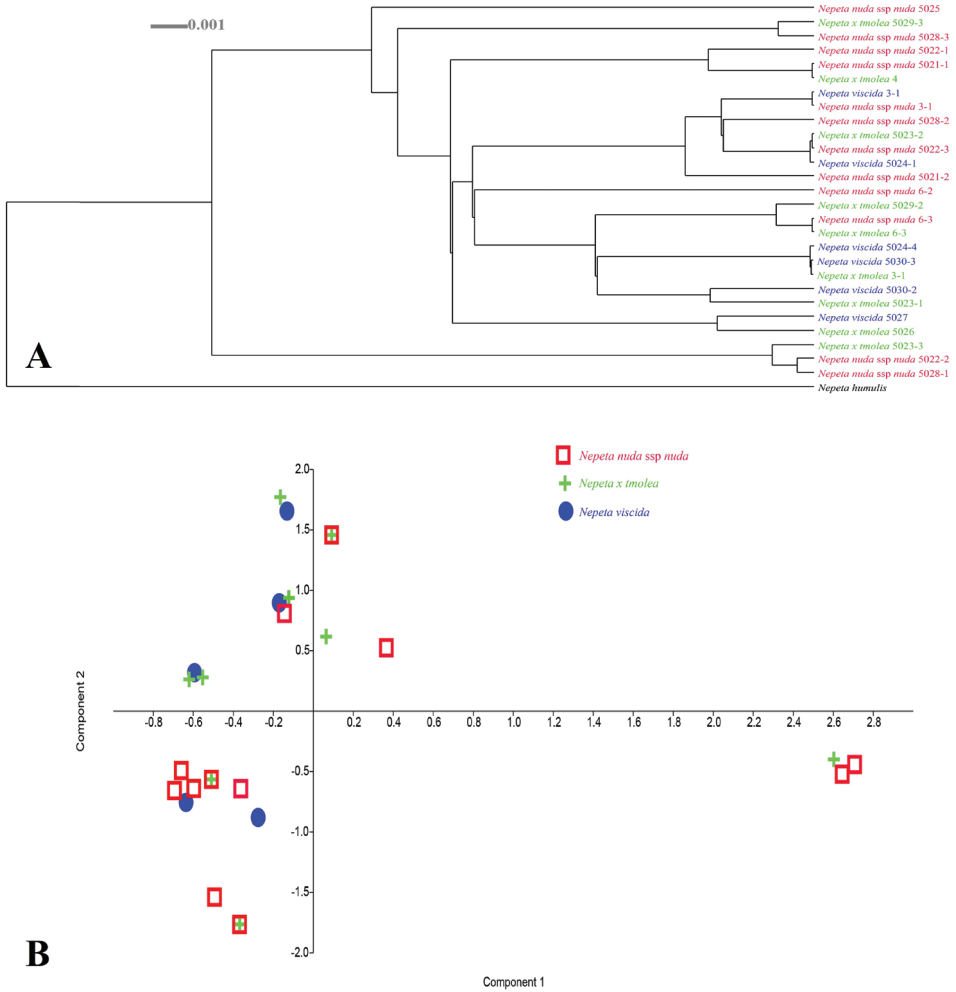 0.001
Nepeta nuda ssp nuda 5025
Nepeta x tmolea 5029-3
Nepeta nuda ssp nuda 5028-3
Nepeta nuda ssp nuda 5022-1
Nepeta nuda ssp nuda 5021-1
Nepeta x tmolea 4
Nepeta viscida 3-1
Nepeta nuda ssp nuda 3-1
Nepeta nuda ssp nuda 5028-2
Nepeta x tmolea 5023-2
Nepeta nuda ssp nuda 5022-3
Nepeta viscida 5024-1
Nepeta nuda ssp nuda 5021-2
Nepeta nuda ssp nuda 6-2
Nepeta x tmolea 5029-2
Nepeta nuda ssp nuda 6-3
Nepeta x tmolea 6-3
Nepeta viscida 5024-4
Nepeta viscida 5030-3
Nepeta x tmolea 3-1
Nepeta viscida 5030-2
Nepeta x tmolea 5023-1
Nepeta viscida 5027
Nepeta x tmolea 5026
Nepeta x tmolea 5023-3
Nepeta nuda ssp nuda 5022-2
Nepeta nuda ssp nuda 5028-1
Nepeta humulis
A
Nepeta nuda ssp nuda
Nepeta x tmolea
Nepeta viscida
2.0
1.5
1.0
0.5
-0.8 -0.6 -0.4 -0.2 0.2 0.4 0.6 0.8 1.0 1.2 1.4 1.6 1.8 2.0 2.2 2.4 2.6 2.8
-0.5
-1.0
-1.5
-2.0
Component 2
Component 1
B